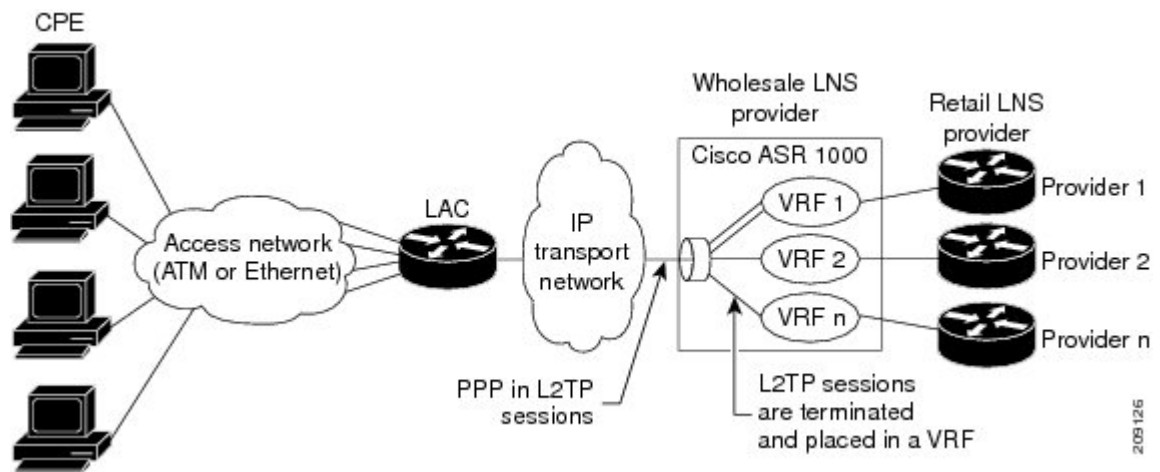 CPE
Access network
(ATM or Ethernet)
LAC
IP
transport
network
PPP in L2TP
sessions
Wholesale LNS
provider
Cisco ASR 1000
VRF 1
VRF 2
VRF n
L2TP sessions
are terminated
and placed in a VRF
Retail LNS
provider
Provider 1
Provider 2
Provider n
209126